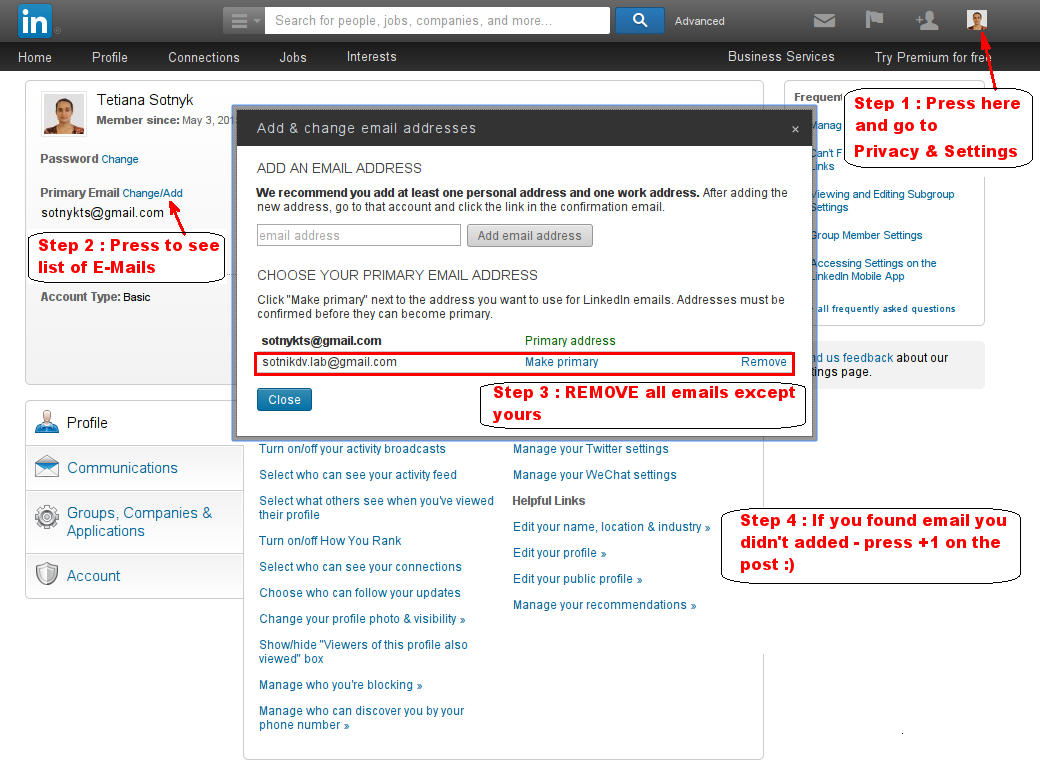 in
Search for people, jobs, companies, and more...
Advanced
Home
Profile
Connections
Jobs
Interests
Business Services
Try Premium for free
Step 1 : Press here
and go to
Privacy & Settings
Tetiana Sotnyk
Member since: May 3, 201
Password Change
Primary Email Change/Add
sotnykts@gmail.com
Step 2 : Press to see
list of E-Mails
Account Type: Basic
Add & change email addresses
×
ADD AN EMAIL ADDRESS
We recommend you add at least one personal address and one work address. After adding the
new address, go to that account and click the link in the confirmation email.
email address
Add email address
CHOOSE YOUR PRIMARY EMAIL ADDRESS
Click "Make primary" next to the address you want to use for LinkedIn emails. Addresses must be
confirmed before they can become primary.
sotnykts@gmail.com
Primary address
sotnikdv.lab@gmail.com
Make primary
Remove
Close
Step 3 : REMOVE all emails except
yours
Frequent
Manag
Can't F
Links
Viewing and Editing Subgroup
Settings
Group Member Settings
Accessing Settings on the
LinkedIn Mobile App
all frequently asked questions
nd us feedback about our
tings page.
Profile
Communications
Groups, Companies &
Applications
Account
Turn on/off your activity broadcasts
Select who can see your activity feed
Select what others see when you've viewed
their profile
Turn on/off How You Rank
Select who can see your connections
Choose who can follow your updates
Change your profile photo & visibility »
Show/hide "Viewers of this profile also
viewed" box
Manage who you're blocking »
Manage who can discover you by your
phone number »
Manage your Twitter settings
Manage your WeChat settings
Helpful Links
Edit your name, location & industry »
Edit your profile »
Edit your public profile »
Manage your recommendations »
Step 4 : If you found email you
didn't added - press +1 on the
post :)